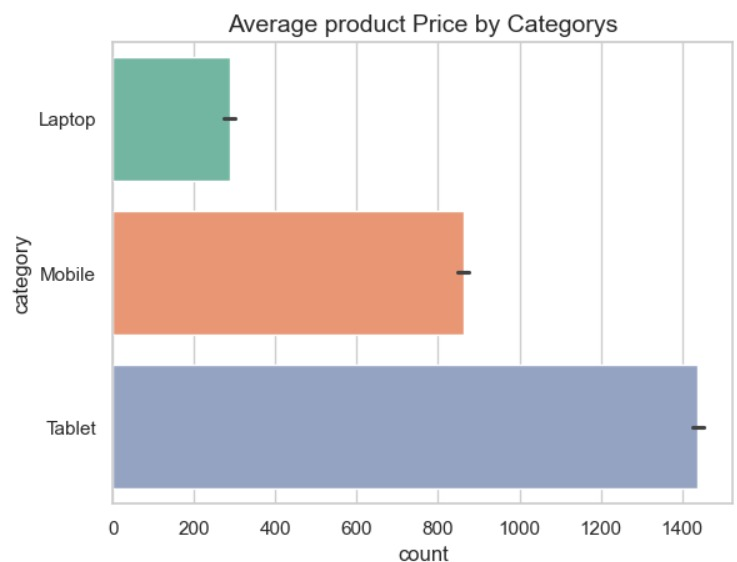 Average product Price by Categorys
category
Laptop
Mobile
Tablet
0 200 400 600 800 1000 1200 1400
count